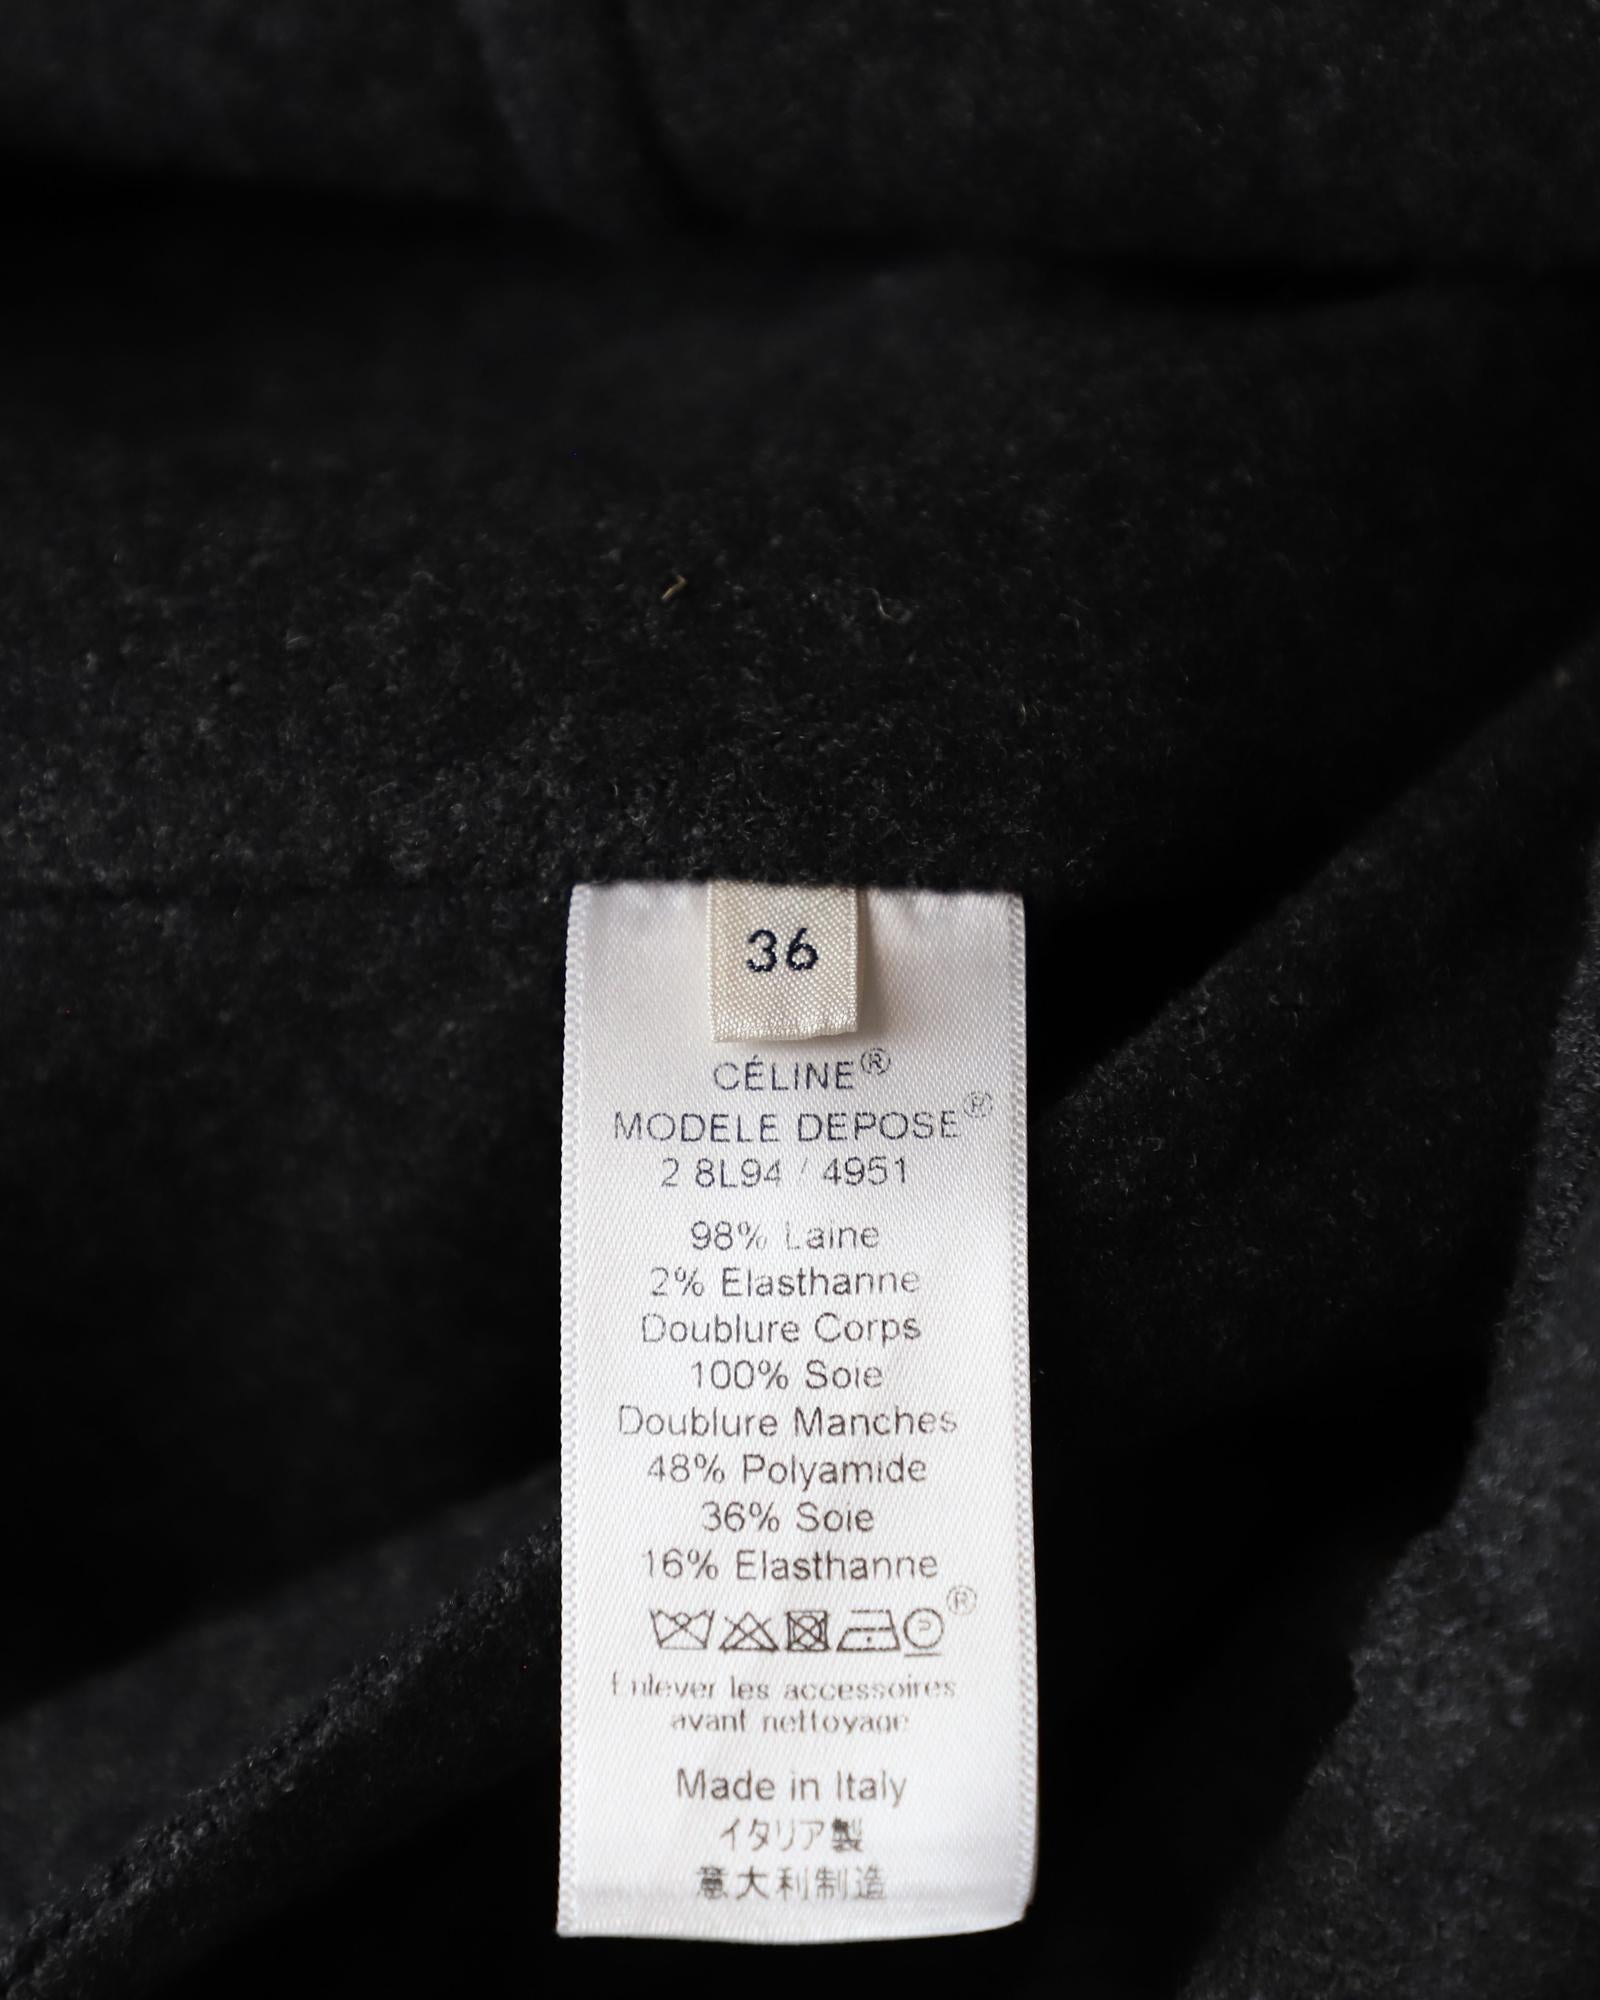 36
CÉLINE®
MODELE DEPOSE®
2 8L94 / 4951
98% Laine
2% Elasthanne
Doublure Corps
100% Soie
Doublure Manches
48% Polyamide
36% Soie
16% Elasthanne
P ®
Enlever les accessoires
avant nettoyage
Made in Italy
イタリア製
意大利制造